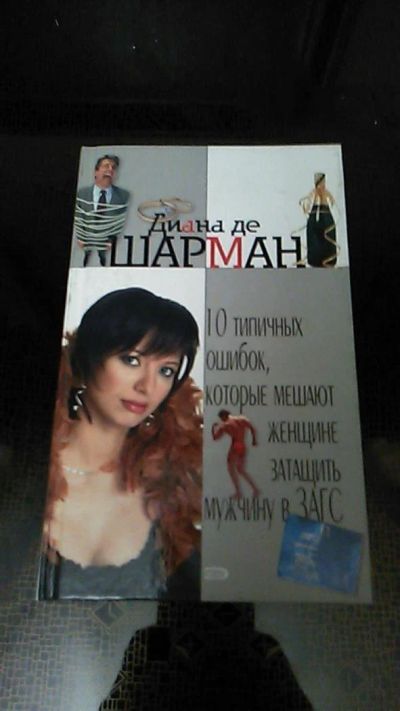 Диана де
ШАРМАН
10 типичных
ошибок,
которые мешают
женщине
затащить
мужчину в ЗАГС